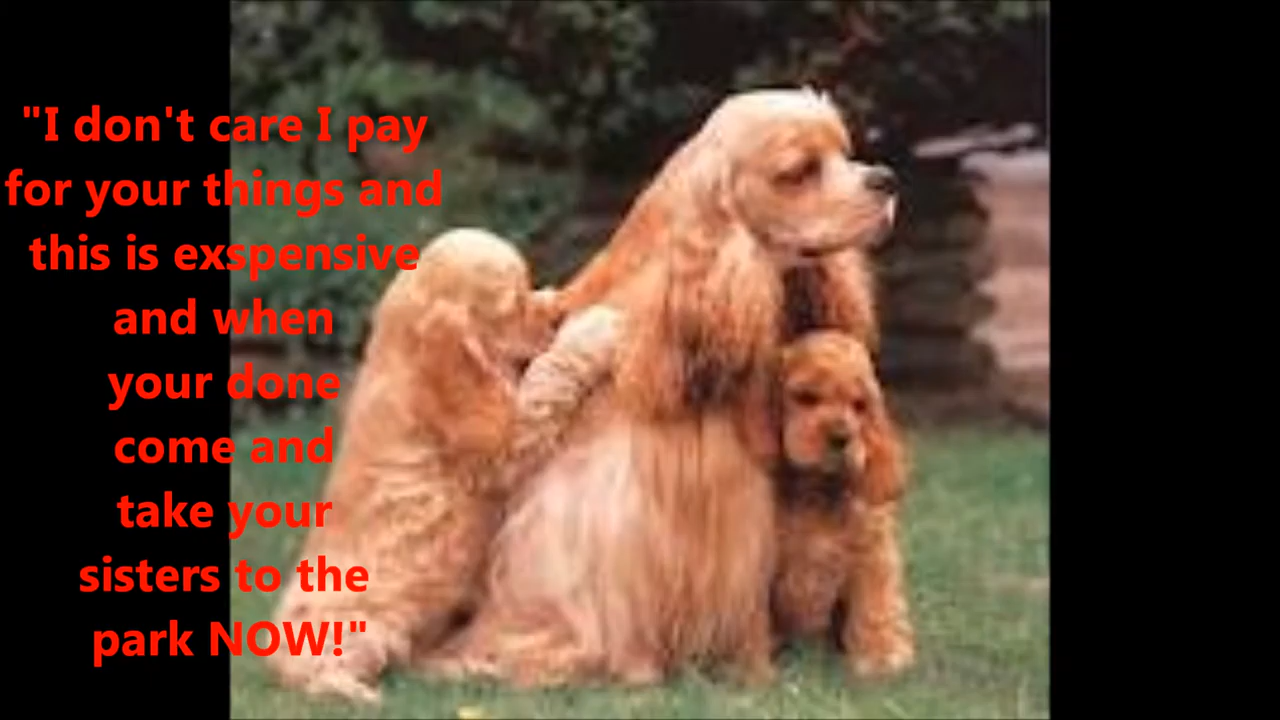 "I don't care I pay
for your things and
this is exspensive
and when
your done
come and
take your
sisters to the
park NOW!"